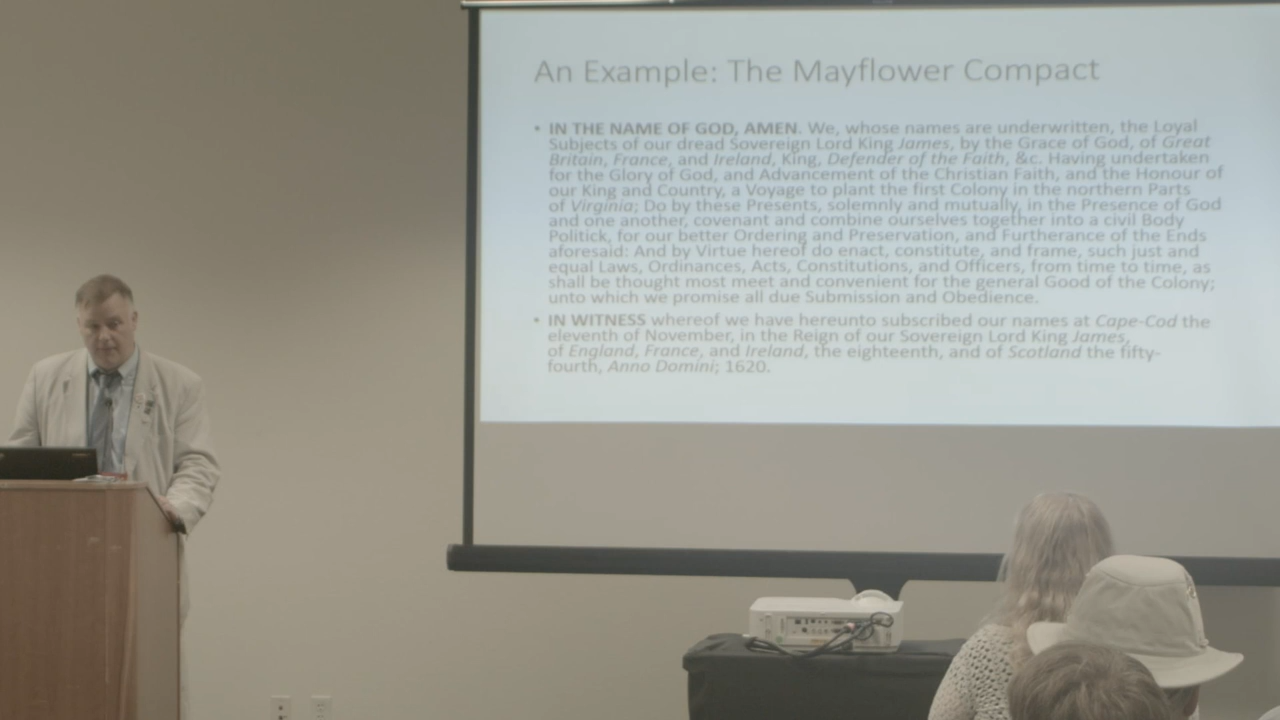 An Example: The Mayflower Compact
• IN THE NAME OF GOD, AMEN. We, whose names are underwritten, the Loyal
Subjects of our dread Sovereign Lord King James, by the Grace of God, of Great
Britain, France, and Ireland, King, Defender of the Faith, &c. Having undertaken
for the Glory of God, and Advancement of the Christian Faith, and the Honour of
our King and Country, a Voyage to plant the first Colony in the northern Parts
of Virginia; Do by these Presents, solemnly and mutually, in the Presence of God
and one another, covenant and combine ourselves together into a civil Body
Politick, for our better Ordering and Preservation, and Furtherance of the Ends
aforesaid: And by Virtue hereof do enact, constitute, and frame, such just and
equal Laws, Ordinances, Acts, Constitutions, and Officers, from time to time, as
shall be thought most meet and convenient for the general Good of the Colony;
unto which we promise all due Submission and Obedience.
• IN WITNESS whereof we have hereunto subscribed our names at Cape-Cod the
eleventh of November, in the Reign of our Sovereign Lord King James,
of England, France, and Ireland, the eighteenth, and of Scotland the fifty-
fourth, Anno Domini; 1620.